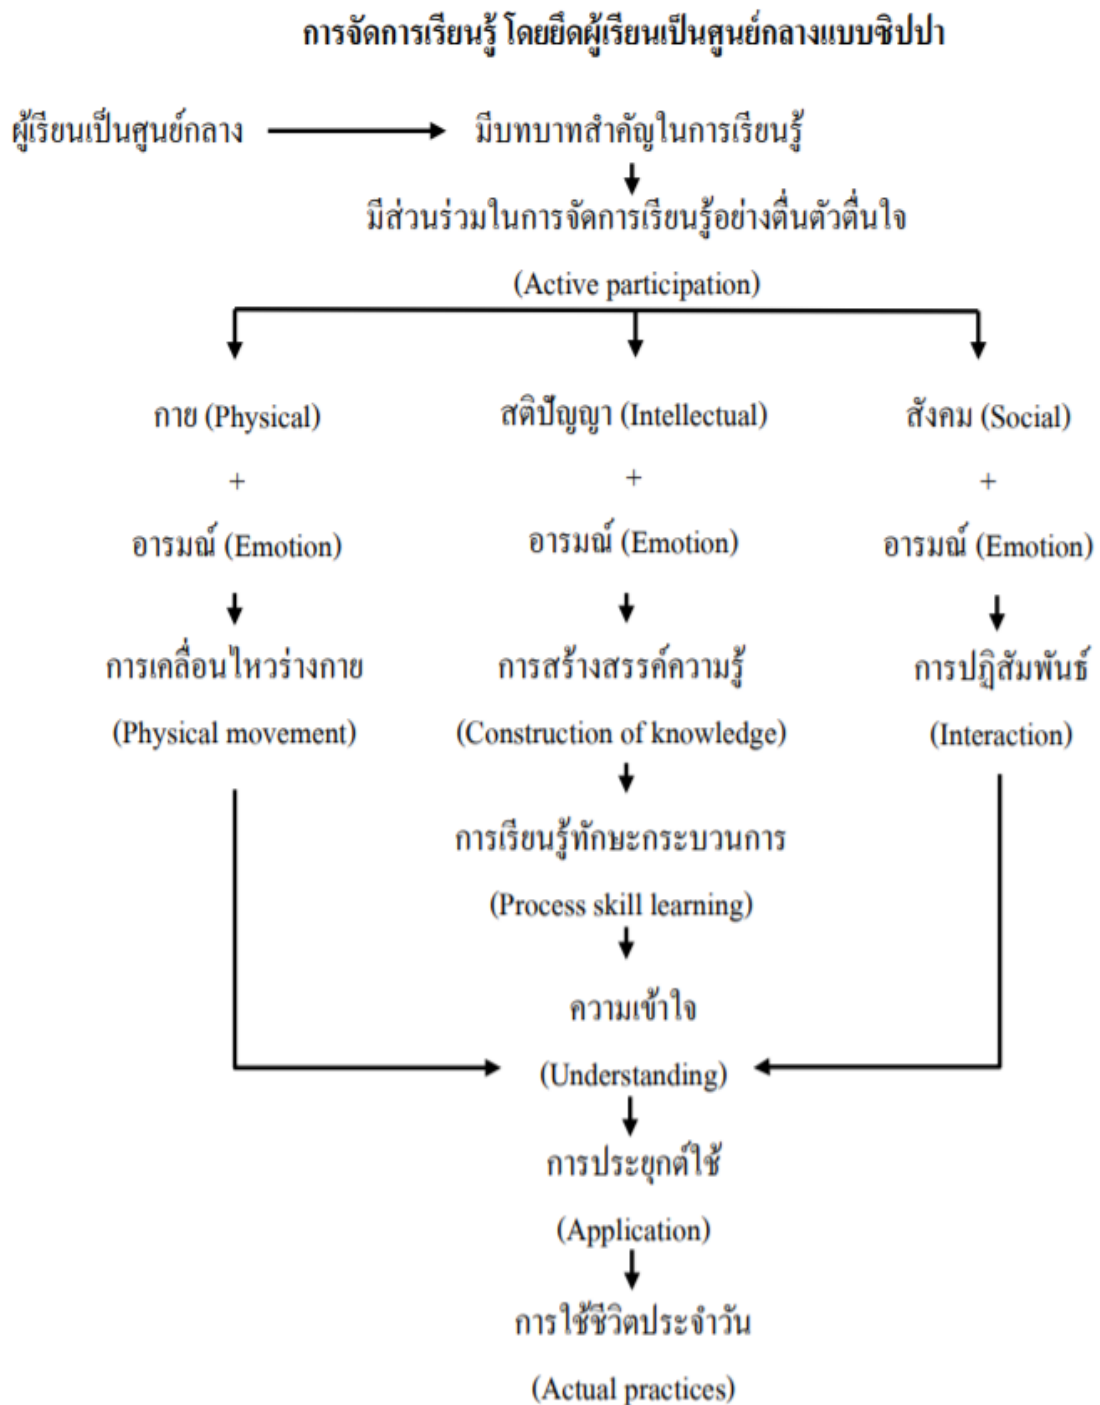 การจัดการเรียนรู้ โดยยึดผู้เรียนเป็นศูนย์กลางแบบซิปปา
ผู้เรียนเป็นศูนย์กลาง
มีบทบาทสำคัญในการเรียนรู้
มีส่วนร่วมในการจัดการเรียนรู้อย่างตื่นตัวตื่นใจ
(Active participation)
กาย (Physical)
+
อารมณ์ (Emotion)
การเคลื่อนไหวร่างกาย
(Physical movement)
สติปัญญา (Intellectual)
+
อารมณ์ (Emotion)
การสร้างสรรค์ความรู้
(Construction of knowledge)
การเรียนรู้ทักษะกระบวนการ
(Process skill learning)
สังคม (Social)
+
อารมณ์ (Emotion)
การปฏิสัมพันธ์
(Interaction)
ความเข้าใจ
(Understanding)
การประยุกต์ใช้
(Application)
การใช้ชีวิตประจำวัน
(Actual practices)